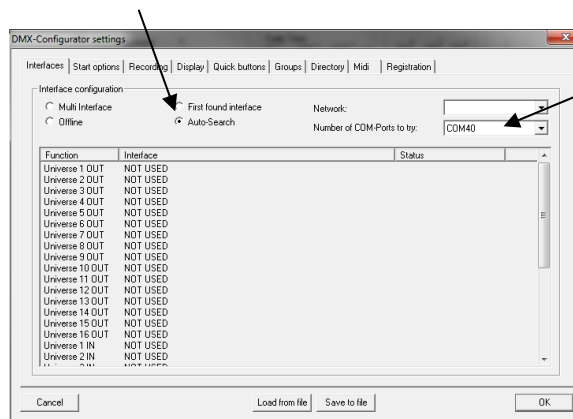 DMX-Configurator settings
Interfaces Start options Recording Display Quick buttons Groups Directory Midi Registration
Interface configuration
Multi Interface First found interface Network:
Offline Auto-Search Number of COM-Ports to try: COM40
Function Interface Status
Universe 1 OUT NOT USED
Universe 2 OUT NOT USED
Universe 3 OUT NOT USED
Universe 4 OUT NOT USED
Universe 5 OUT NOT USED
Universe 6 OUT NOT USED
Universe 7 OUT NOT USED
Universe 8 OUT NOT USED
Universe 9 OUT NOT USED
Universe 10 OUT NOT USED
Universe 11 OUT NOT USED
Universe 12 OUT NOT USED
Universe 13 OUT NOT USED
Universe 14 OUT NOT USED
Universe 15 OUT NOT USED
Universe 16 OUT NOT USED
Universe 1 IN NOT USED
Universe 2 IN NOT USED
Cancel Load from file Save to file OK